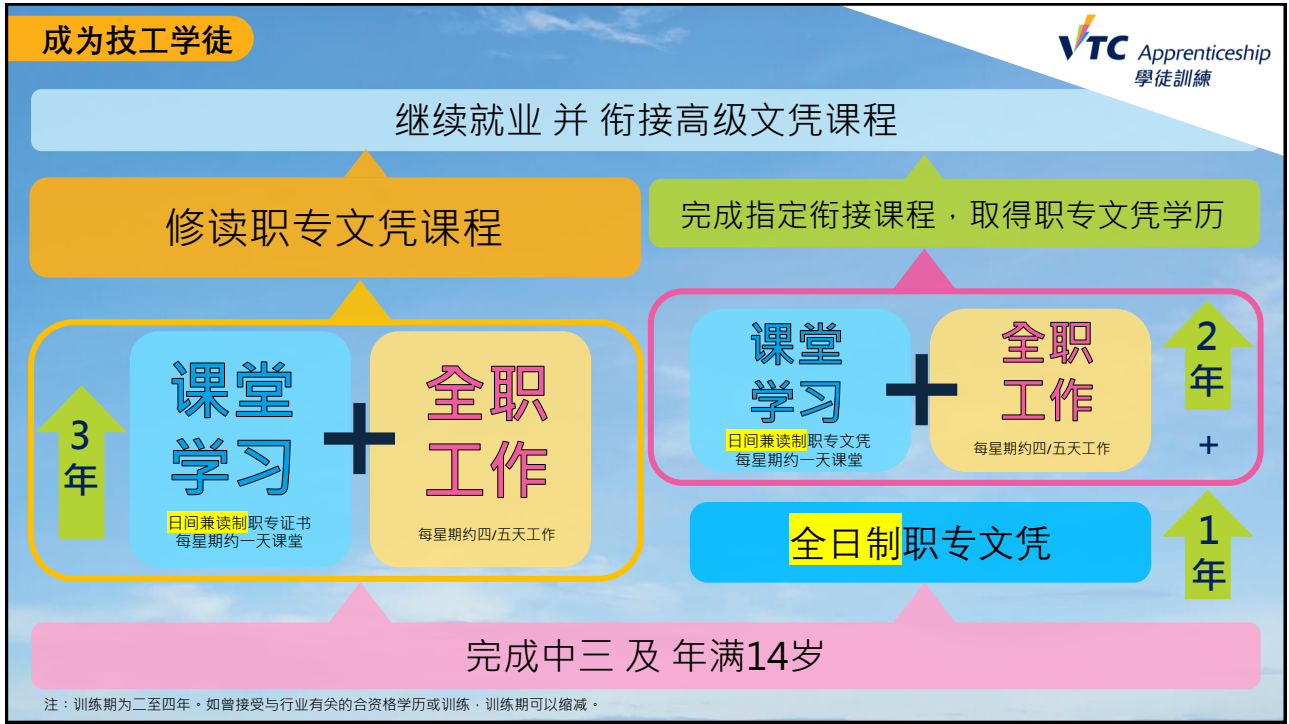 成为技工学徒
VTC Apprenticeship
學徒訓練
继续就业 并 衔接高级文凭课程
修读职专文凭课程
完成指定衔接课程，取得职专文凭学历
3
年
课堂
学习
日间兼读制职专证书
每星期约一天课堂
+
全职
工作
每星期约四/五天工作
课堂
学习
日间兼读制职专文凭
每星期约一天课堂
+
全职
工作
每星期约四/五天工作
2
年
+
全日制职专文凭
1
年
完成中三 及 年满14岁
注：训练期为二至四年。如曾接受与行业有关的合资格学历或训练，训练期可以缩减。